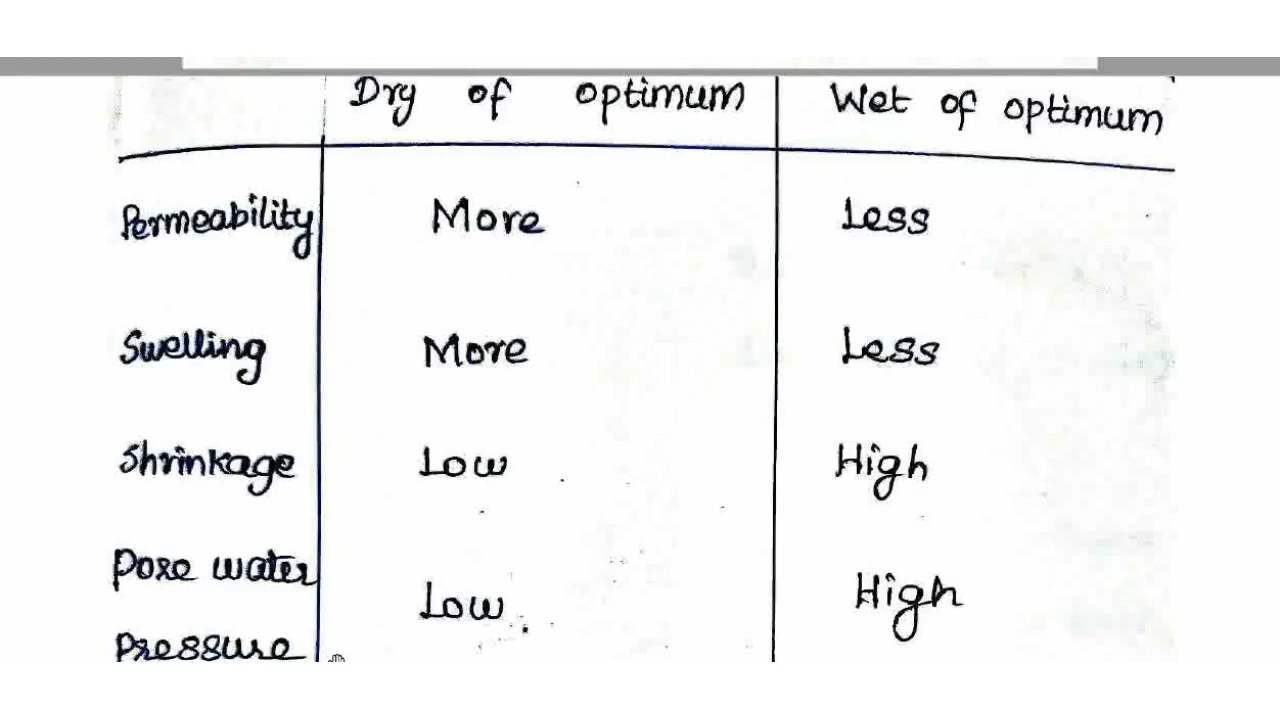 Dry of optimum Wet of optimum
Permeability More Less
Swelling More Less
Shrinkage Low High
Pore water
Low. High
Pressure